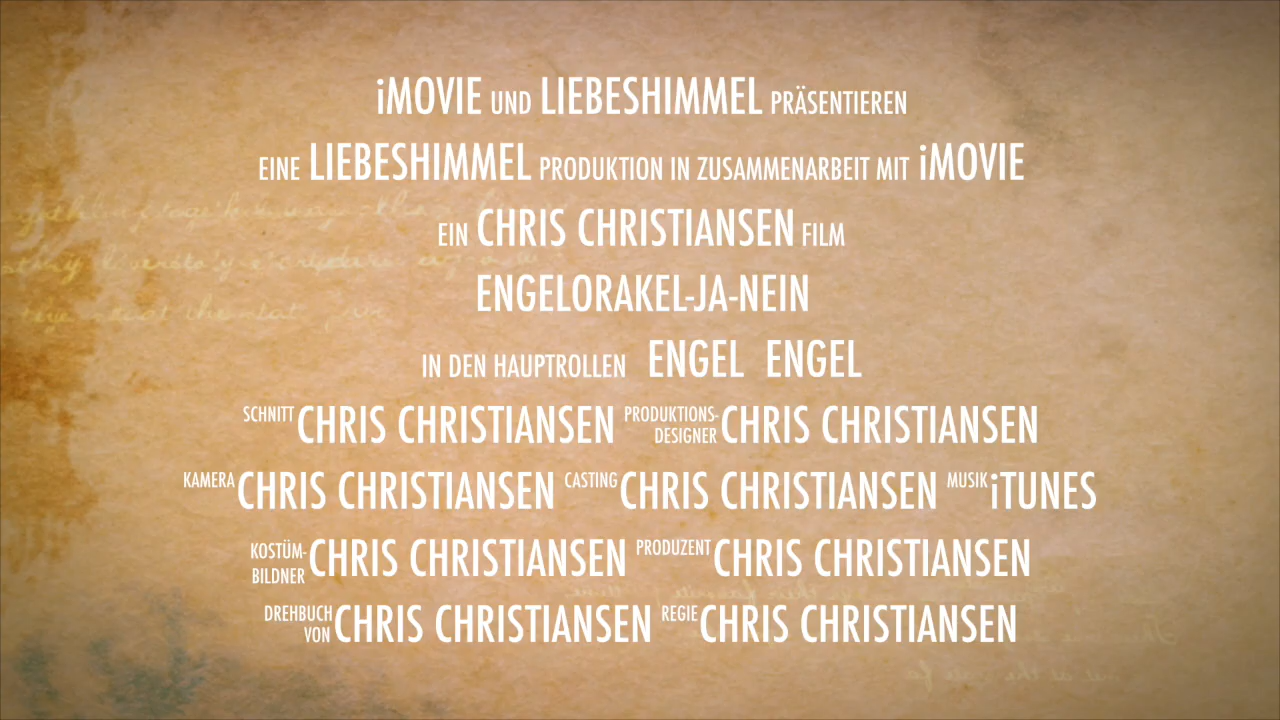 iMOVIE UND LIEBESHIMMEL PRÄSENTIEREN
EINE LIEBESHIMMEL PRODUKTION IN ZUSAMMENARBEIT MIT iMOVIE
EIN CHRIS CHRISTIANSEN FILM
ENGELORAKEL-JA-NEIN
IN DEN HAUPTROLLEN ENGEL ENGEL
SCHNITT CHRIS CHRISTIANSEN PRODUKTIONS-DESIGNER CHRIS CHRISTIANSEN
KAMERA CHRIS CHRISTIANSEN CASTING CHRIS CHRISTIANSEN MUSIK iTUNES
KOSTÜM-BILDNER CHRIS CHRISTIANSEN PRODUZENT CHRIS CHRISTIANSEN
DREHBUCH VON CHRIS CHRISTIANSEN REGIE CHRIS CHRISTIANSEN